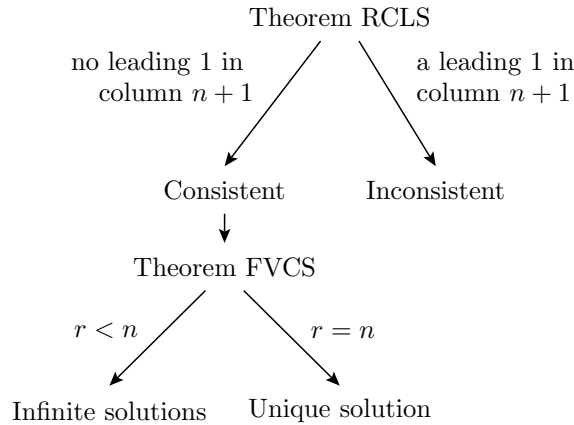 Theorem RCLS
no leading 1 in
column n + 1
a leading 1 in
column n + 1
Consistent
Inconsistent
Theorem FVCS
r < n
r = n
Infinite solutions
Unique solution